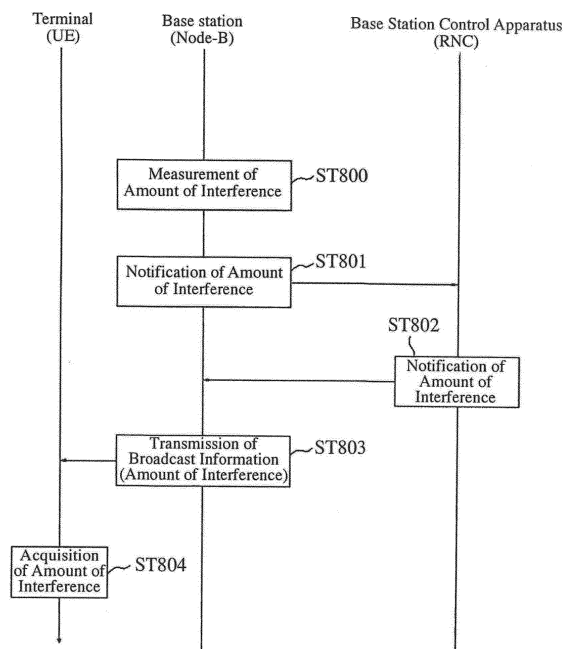 Terminal
(UE)
Base station
(Node-B)
Base Station Control Apparatus
(RNC)
Measurement of
Amount of Interference
ST800
Notification of Amount
of Interference
ST801
ST802
Notification of
Amount of
Interference
Transmission of
Broadcast Information
(Amount of Interference)
ST803
Acquisition
of Amount of
Interference
ST804